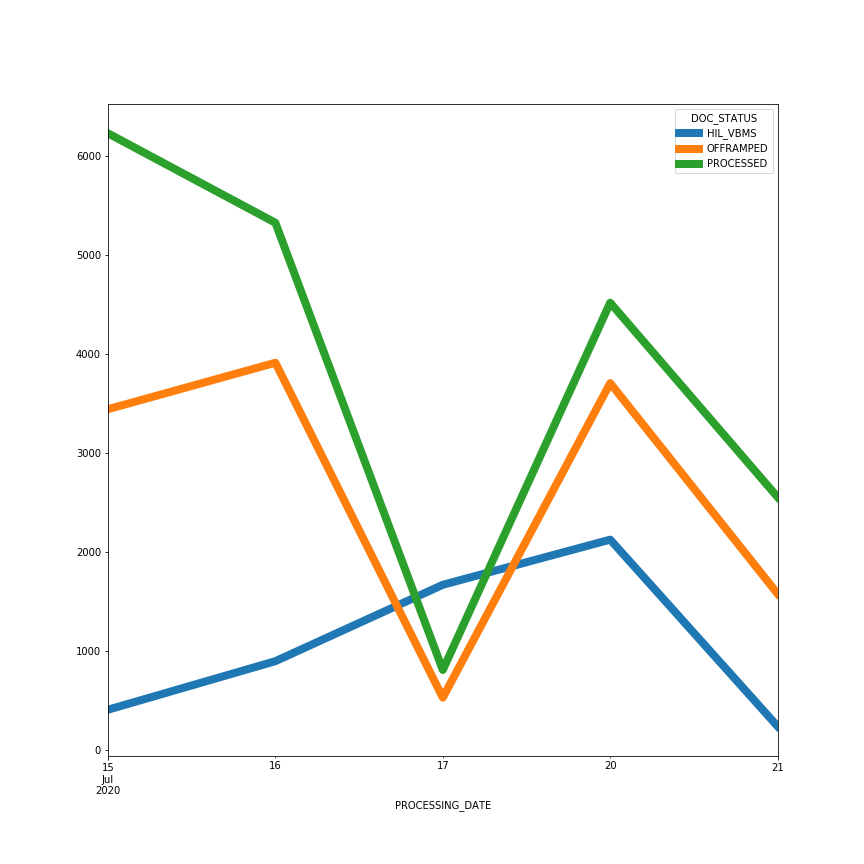 DOC_STATUS
HIL_VBMS
OFFRAMPED
PROCESSED
6000
5000
4000
3000
2000
1000
0
15 16 17 20 21
Jul
2020
PROCESSING_DATE